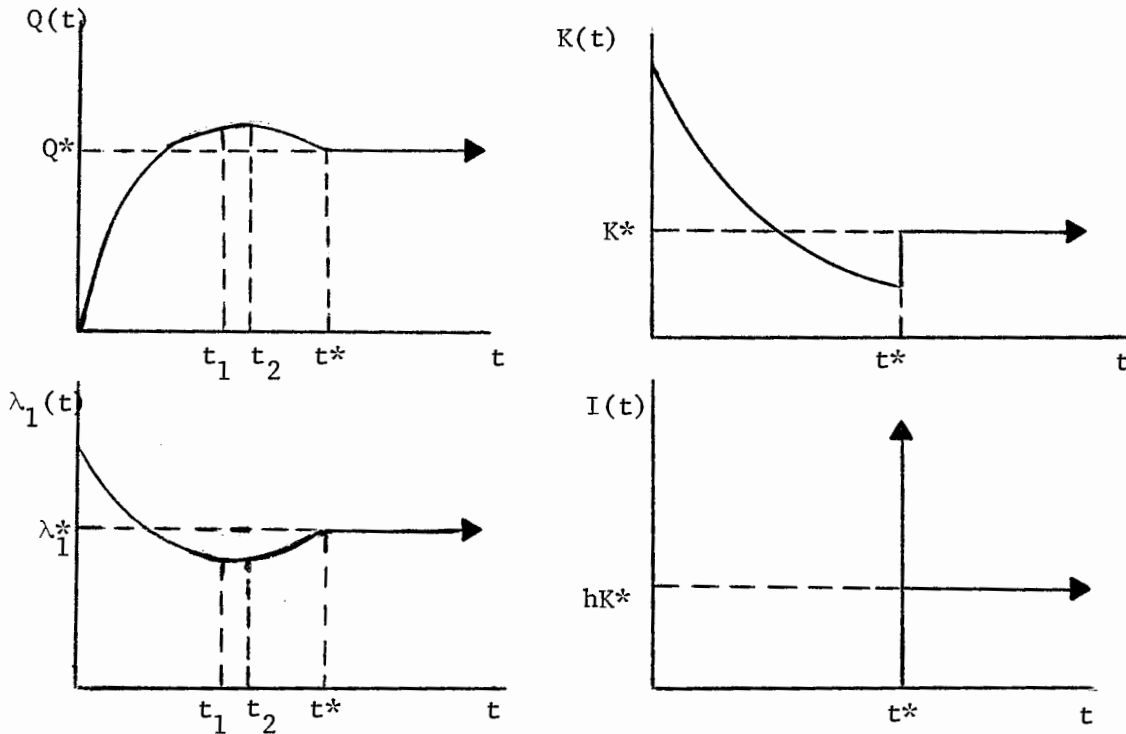 Q(t)
Q*
t₁ t₂ t* t
K(t)
K*
t* t
λ₁(t)
λ₁*
t₁ t₂ t* t
I(t)
hK*
t* t